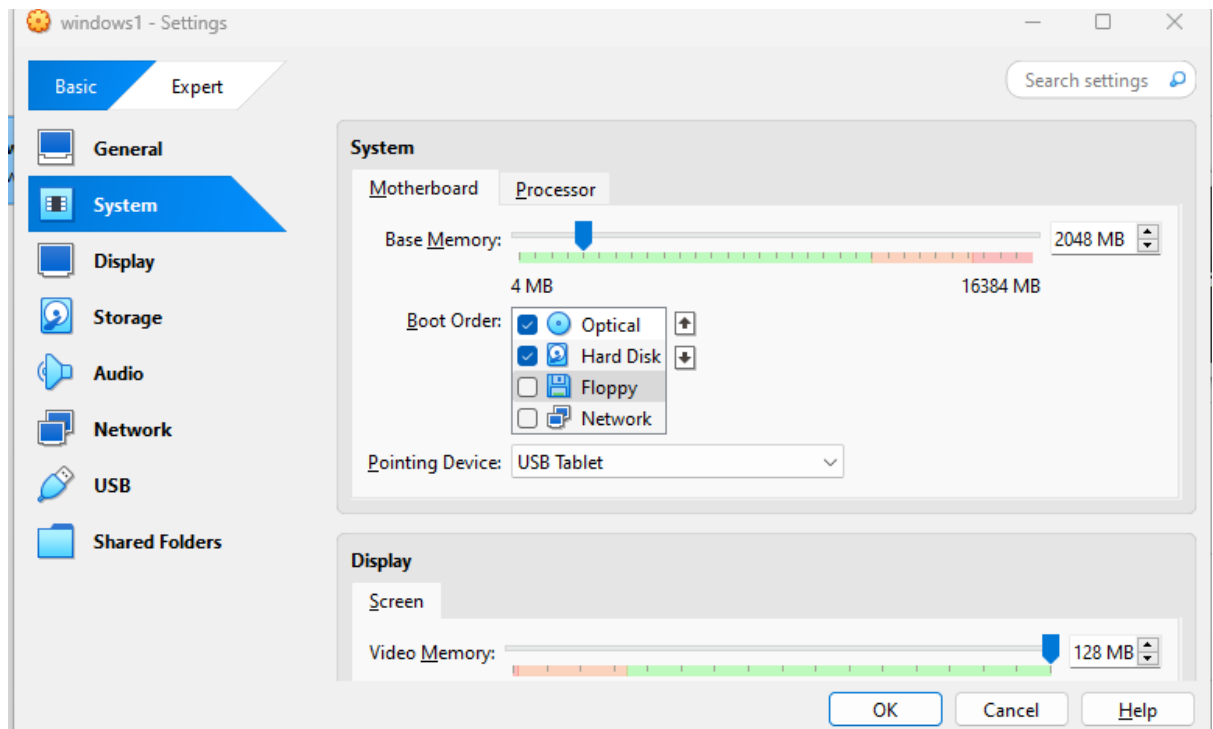 windows1 - Settings
Basic Expert
Search settings
General
System
Display
Storage
Audio
Network
USB
Shared Folders
System
Motherboard Processor
Base Memory: 2048 MB
4 MB 16384 MB
Boot Order: Optical
Hard Disk
Floppy
Network
Pointing Device: USB Tablet
Display
Screen
Video Memory: 128 MB
OK Cancel Help